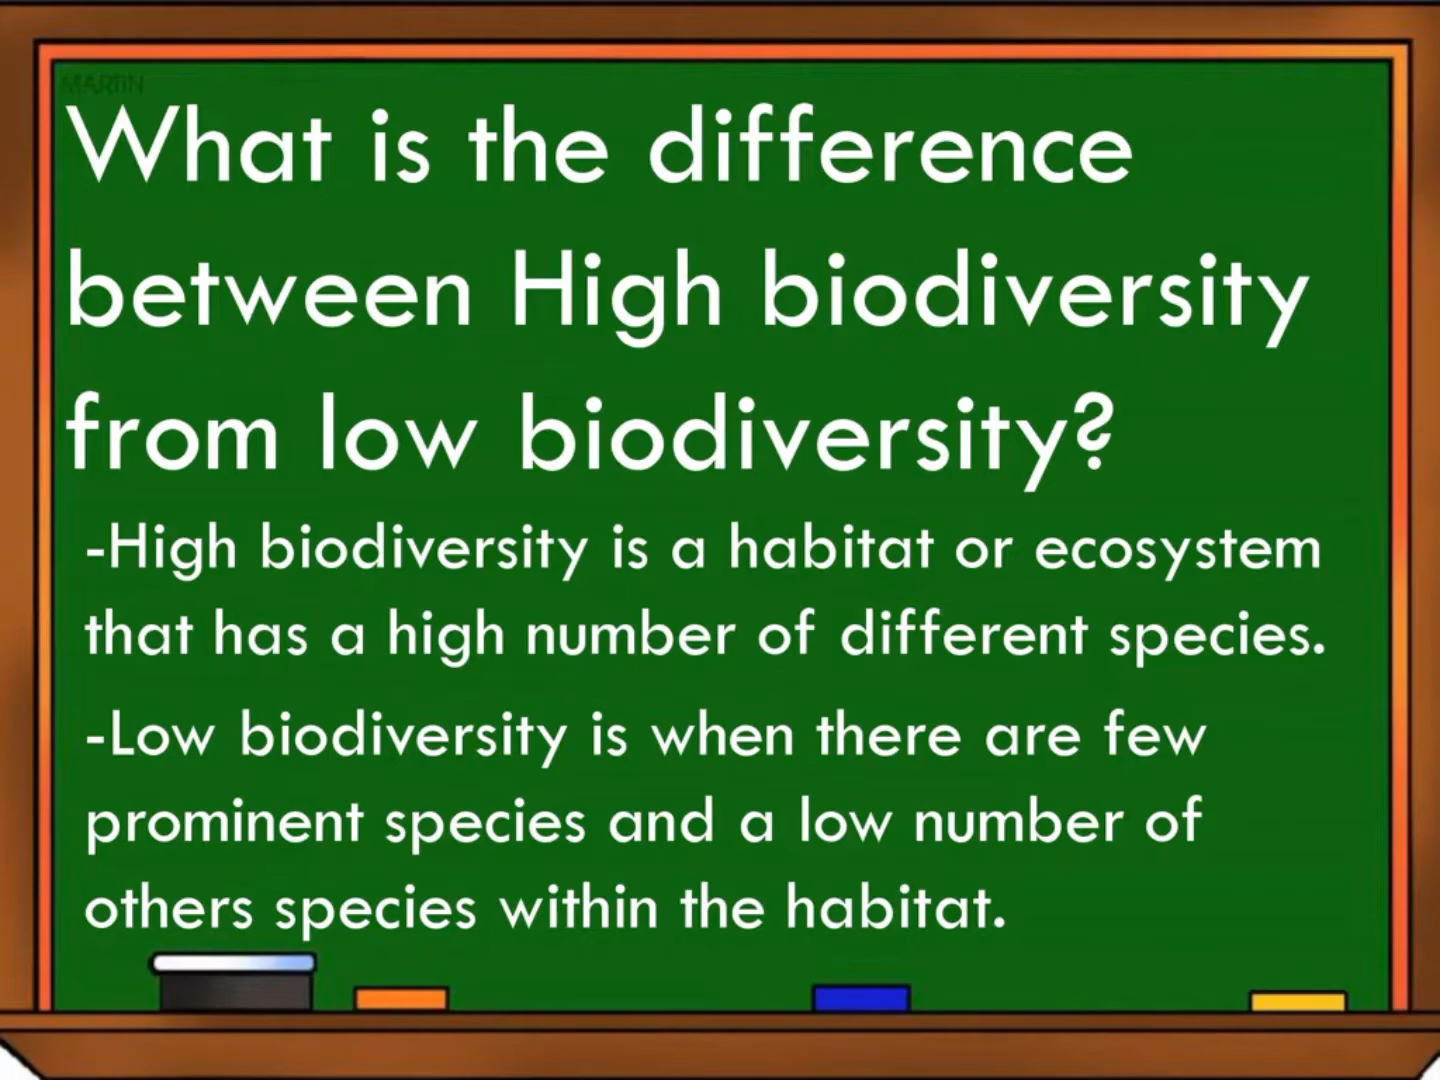 MARTIN
What is the difference
between High biodiversity
from low biodiversity?
-High biodiversity is a habitat or ecosystem
that has a high number of different species.
-Low biodiversity is when there are few
prominent species and a low number of
others species within the habitat.